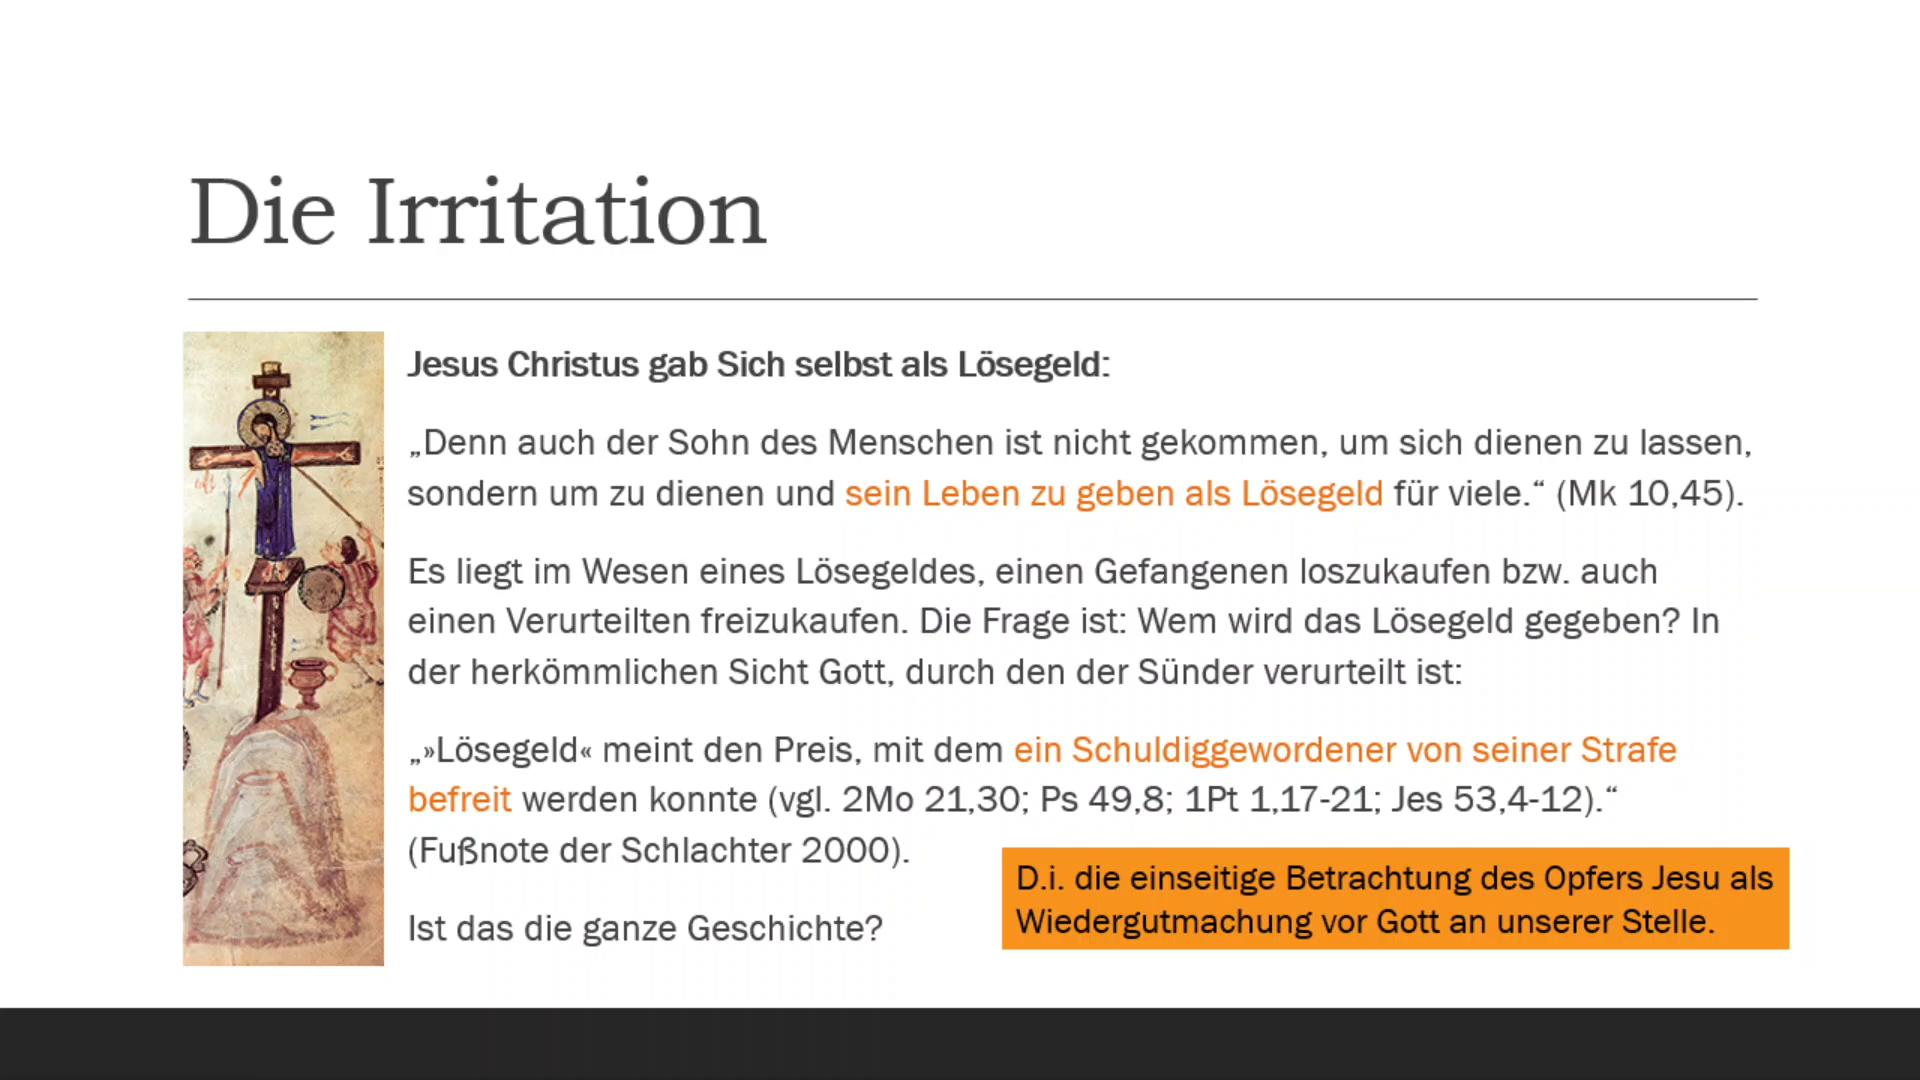 Die Irritation
Jesus Christus gab Sich selbst als Lösegeld:
„Denn auch der Sohn des Menschen ist nicht gekommen, um sich dienen zu lassen,
sondern um zu dienen und sein Leben zu geben als Lösegeld für viele.“ (Mk 10,45).
Es liegt im Wesen eines Lösegeldes, einen Gefangenen loszukaufen bzw. auch
einen Verurteilten freizukaufen. Die Frage ist: Wem wird das Lösegeld gegeben? In
der herkömmlichen Sicht Gott, durch den der Sünder verurteilt ist:
„»Lösegeld« meint den Preis, mit dem ein Schuldiggewordener von seiner Strafe
befreit werden konnte (vgl. 2Mo 21,30; Ps 49,8; 1Pt 1,17-21; Jes 53,4-12).“
(Fußnote der Schlachter 2000).
Ist das die ganze Geschichte?
D.i. die einseitige Betrachtung des Opfers Jesu als
Wiedergutmachung vor Gott an unserer Stelle.